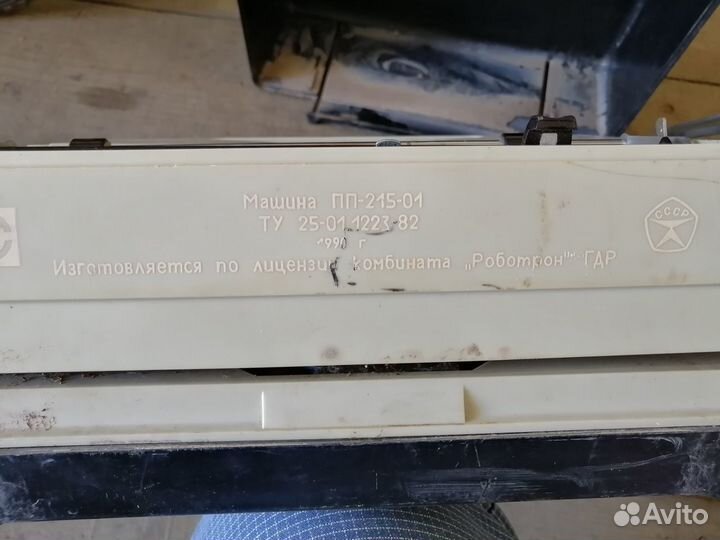 Машина ПП-215-01
ТУ 25-01.1223-82
1990 г
Изготовляется по лицензии комбината „Роботрон" ГДР
СССР
Avito